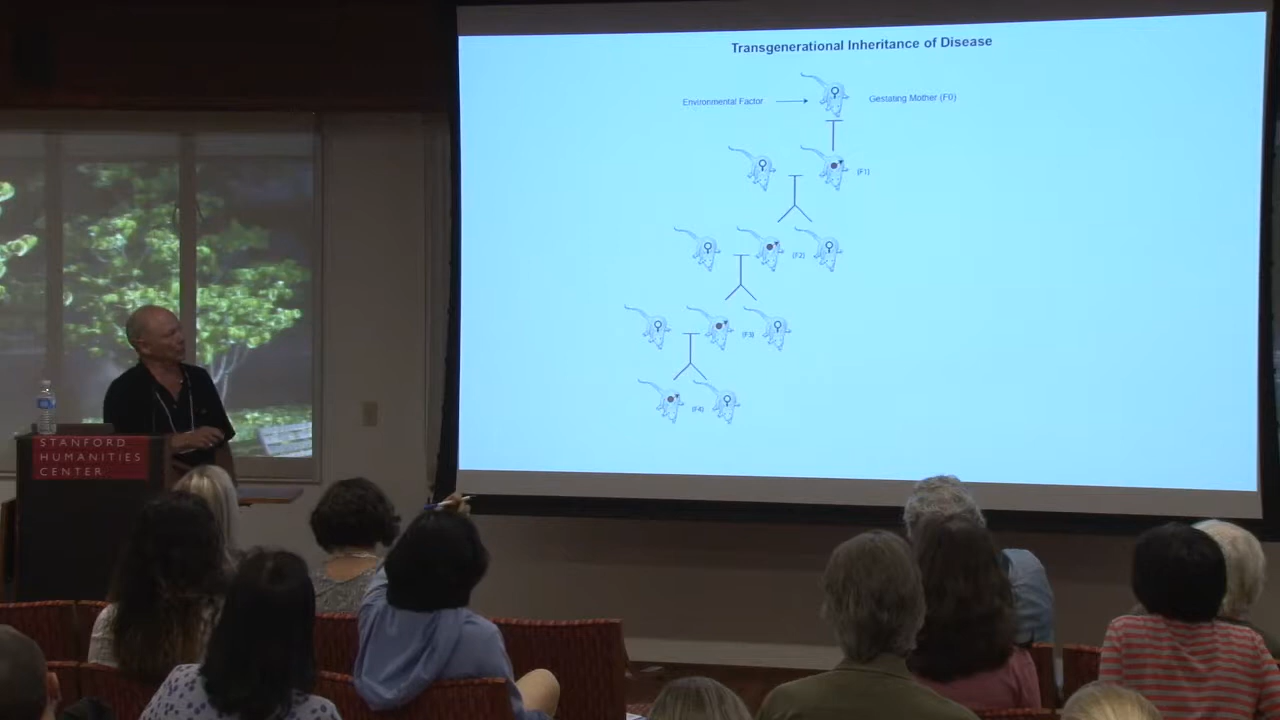 Transgenerational Inheritance of Disease
Environmental Factor
Gestating Mother (F0)
(F1)
(F2)
(F3)
(F4)
STANFORD
HUMANITIES
CENTER